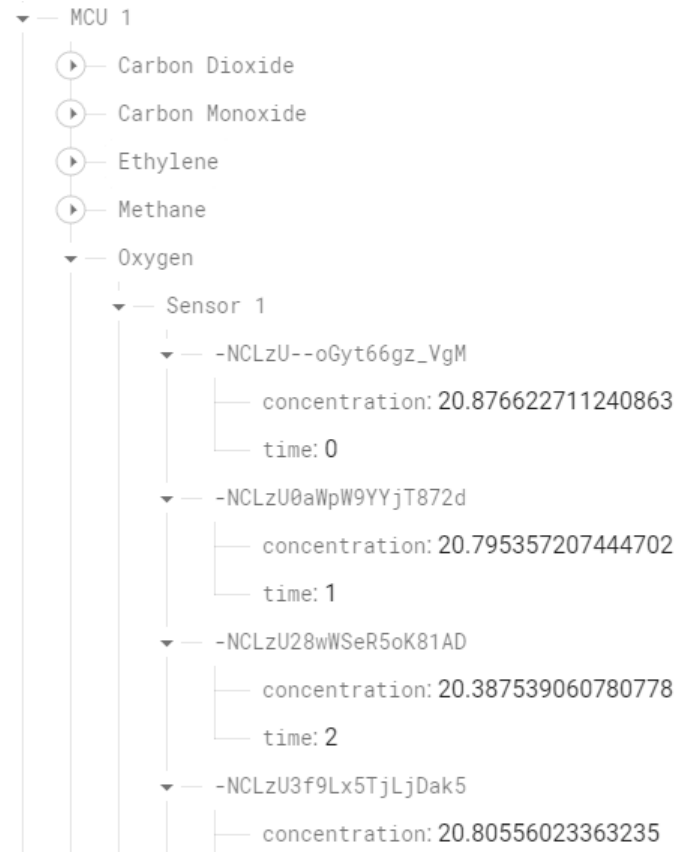 MCU 1
Carbon Dioxide
Carbon Monoxide
Ethylene
Methane
Oxygen
Sensor 1
-NCLzU--oGyt66gz_VgM
concentration: 20.876622711240863
time: 0
-NCLzU0aWpW9YYjT872d
concentration: 20.795357207444702
time: 1
-NCLzU28wWSeR5oK81AD
concentration: 20.387539060780778
time: 2
-NCLzU3f9Lx5TjLjDak5
concentration: 20.80556023363235